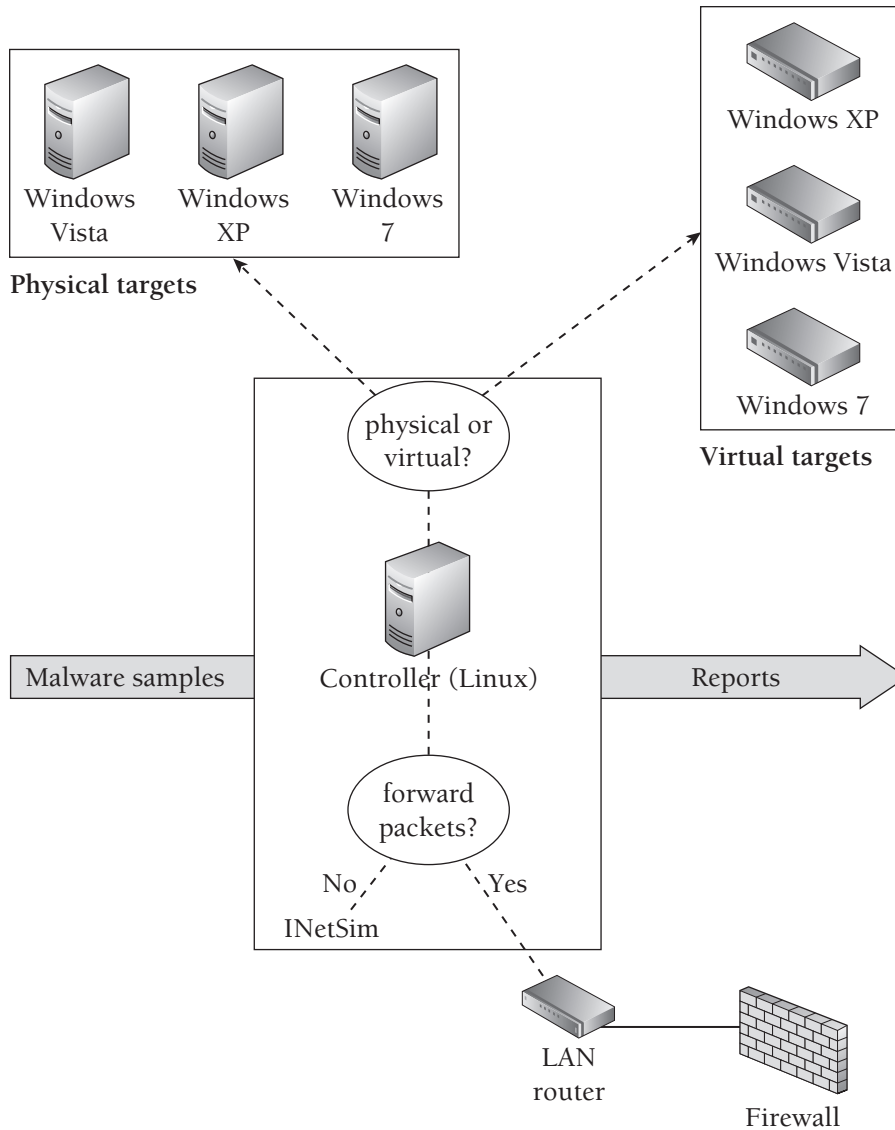 Windows
Vista
Windows
XP
Windows
7
Physical targets
Windows XP
Windows Vista
Windows 7
Virtual targets
physical or
virtual?
Malware samples
Controller (Linux)
Reports
forward
packets?
No
Yes
INetSim
LAN
router
Firewall